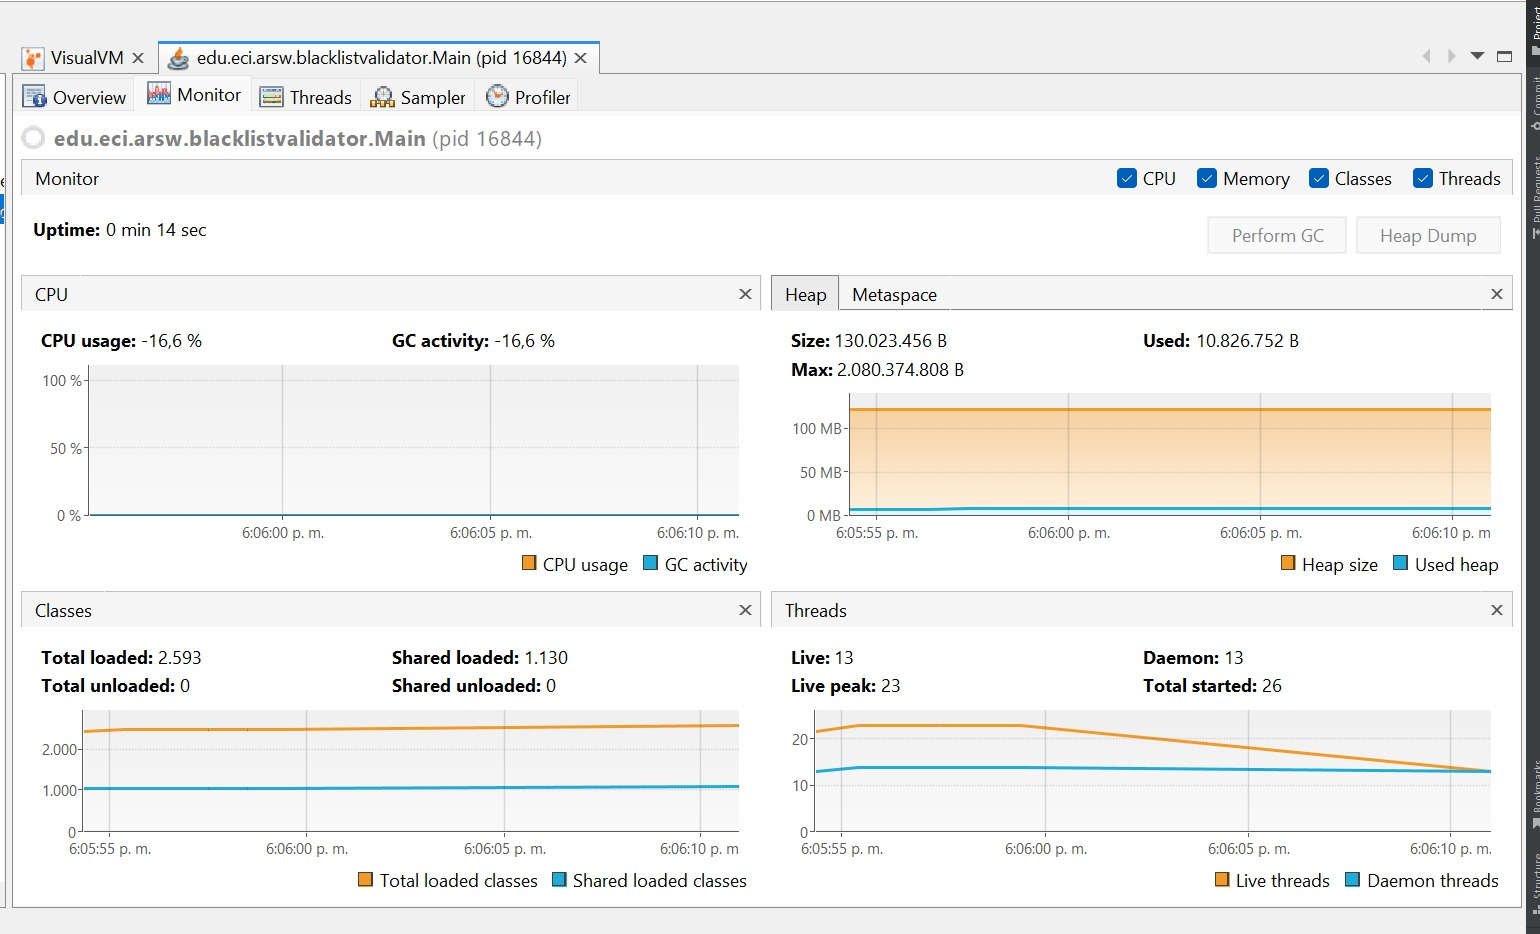 VisualVM
edu.eci.arsw.blacklistvalidator.Main (pid 16844)
Overview Monitor Threads Sampler Profiler
edu.eci.arsw.blacklistvalidator.Main (pid 16844)
Monitor
CPU Memory Classes Threads
Uptime: 0 min 14 sec
Perform GC Heap Dump
CPU
CPU usage: -16,6 %
GC activity: -16,6 %
100 %
50 %
0 %
6:06:00 p. m. 6:06:05 p. m. 6:06:10 p. m.
CPU usage GC activity
Heap Metaspace
Size: 130.023.456 B
Used: 10.826.752 B
Max: 2.080.374.808 B
100 MB
50 MB
0 MB
6:05:55 p. m. 6:06:00 p. m. 6:06:05 p. m. 6:06:10 p. m
Heap size Used heap
Classes
Total loaded: 2.593
Shared loaded: 1.130
Total unloaded: 0
Shared unloaded: 0
2.000
1.000
0
6:05:55 p. m. 6:06:00 p. m. 6:06:05 p. m. 6:06:10 p. m
Total loaded classes Shared loaded classes
Threads
Live: 13
Daemon: 13
Live peak: 23
Total started: 26
20
10
0
6:05:55 p. m. 6:06:00 p. m. 6:06:05 p. m. 6:06:10 p. m.
Live threads Daemon threads
Project
Commit
Pull Requests
Bookmarks
Structure